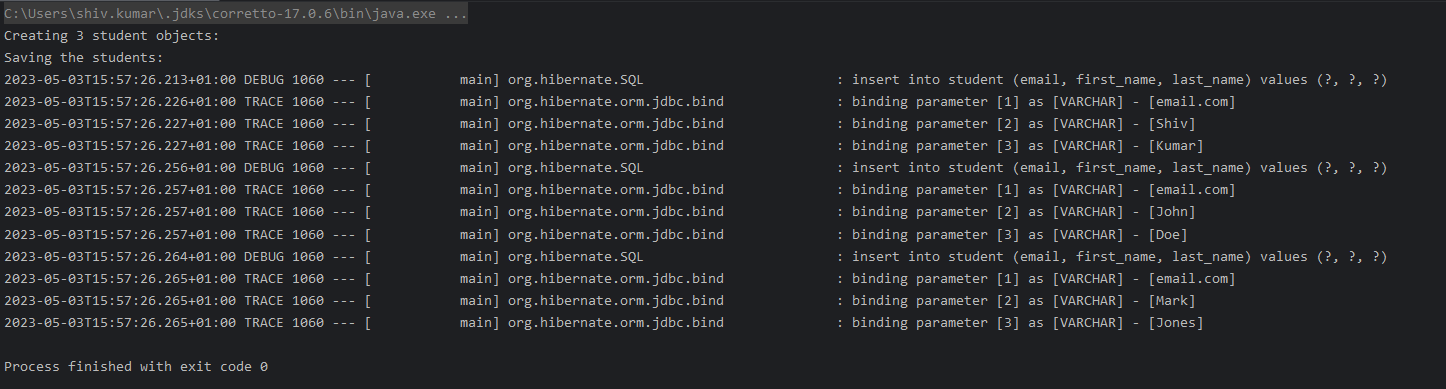 C:\Users\shiv.kumar\.jdks\corretto-17.0.6\bin\java.exe ...
Creating 3 student objects:
Saving the students:
2023-05-03T15:57:26.213+01:00 DEBUG 1060 --- [           main] org.hibernate.SQL                        : insert into student (email, first_name, last_name) values (?, ?, ?)
2023-05-03T15:57:26.226+01:00 TRACE 1060 --- [           main] org.hibernate.orm.jdbc.bind              : binding parameter [1] as [VARCHAR] - [email.com]
2023-05-03T15:57:26.227+01:00 TRACE 1060 --- [           main] org.hibernate.orm.jdbc.bind              : binding parameter [2] as [VARCHAR] - [Shiv]
2023-05-03T15:57:26.227+01:00 TRACE 1060 --- [           main] org.hibernate.orm.jdbc.bind              : binding parameter [3] as [VARCHAR] - [Kumar]
2023-05-03T15:57:26.256+01:00 DEBUG 1060 --- [           main] org.hibernate.SQL                        : insert into student (email, first_name, last_name) values (?, ?, ?)
2023-05-03T15:57:26.257+01:00 TRACE 1060 --- [           main] org.hibernate.orm.jdbc.bind              : binding parameter [1] as [VARCHAR] - [email.com]
2023-05-03T15:57:26.257+01:00 TRACE 1060 --- [           main] org.hibernate.orm.jdbc.bind              : binding parameter [2] as [VARCHAR] - [John]
2023-05-03T15:57:26.257+01:00 TRACE 1060 --- [           main] org.hibernate.orm.jdbc.bind              : binding parameter [3] as [VARCHAR] - [Doe]
2023-05-03T15:57:26.264+01:00 DEBUG 1060 --- [           main] org.hibernate.SQL                        : insert into student (email, first_name, last_name) values (?, ?, ?)
2023-05-03T15:57:26.265+01:00 TRACE 1060 --- [           main] org.hibernate.orm.jdbc.bind              : binding parameter [1] as [VARCHAR] - [email.com]
2023-05-03T15:57:26.265+01:00 TRACE 1060 --- [           main] org.hibernate.orm.jdbc.bind              : binding parameter [2] as [VARCHAR] - [Mark]
2023-05-03T15:57:26.265+01:00 TRACE 1060 --- [           main] org.hibernate.orm.jdbc.bind              : binding parameter [3] as [VARCHAR] - [Jones]
Process finished with exit code 0